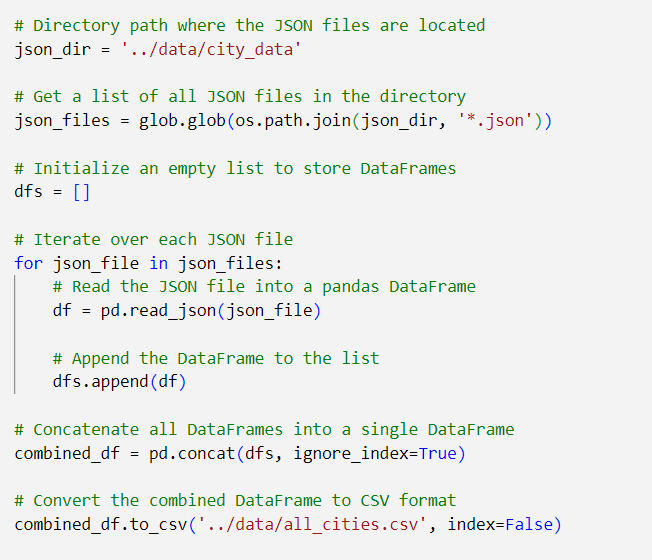 # Directory path where the JSON files are located
json_dir = '../data/city_data'

# Get a list of all JSON files in the directory
json_files = glob.glob(os.path.join(json_dir, '*.json'))

# Initialize an empty list to store DataFrames
dfs = []

# Iterate over each JSON file
for json_file in json_files:
    # Read the JSON file into a pandas DataFrame
    df = pd.read_json(json_file)

    # Append the DataFrame to the list
    dfs.append(df)

# Concatenate all DataFrames into a single DataFrame
combined_df = pd.concat(dfs, ignore_index=True)

# Convert the combined DataFrame to CSV format
combined_df.to_csv('../data/all_cities.csv', index=False)